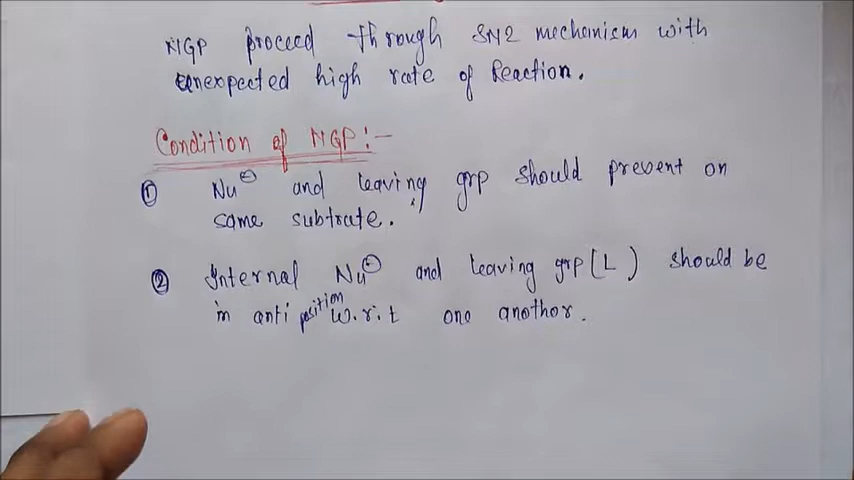 NGP proceed through SN2 mechanism with
unexpected high rate of Reaction.
Condition of NGP:-
① Nu⊖ and leaving grp should present on
same subtrate.
② Internal Nu⊖ and leaving grp [L) should be
in anti position w.r.t one another.